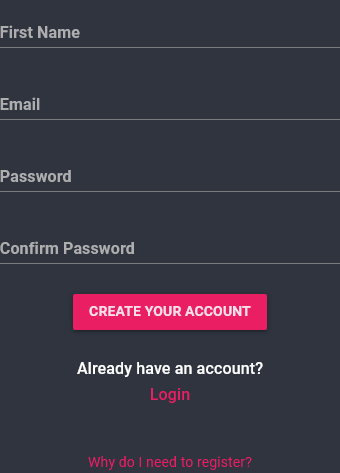 First Name
Email
Password
Confirm Password
CREATE YOUR ACCOUNT
Already have an account?
Login
Why do I need to register?